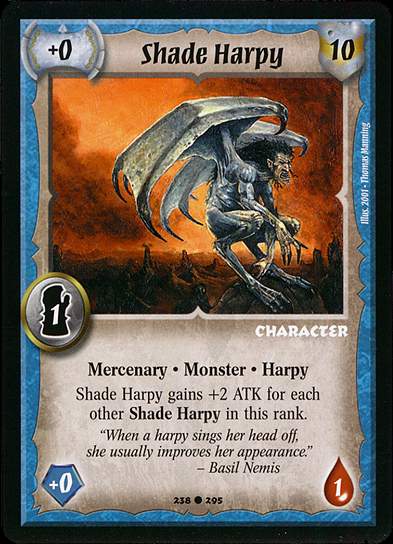 +0
Shade Harpy
10
Illus. 2001 • Thomas Manning
1
CHARACTER
Mercenary • Monster • Harpy
Shade Harpy gains +2 ATK for each
other Shade Harpy in this rank.
“When a harpy sings her head off,
she usually improves her appearance.”
– Basil Nemis
+0
238 ● 295
1